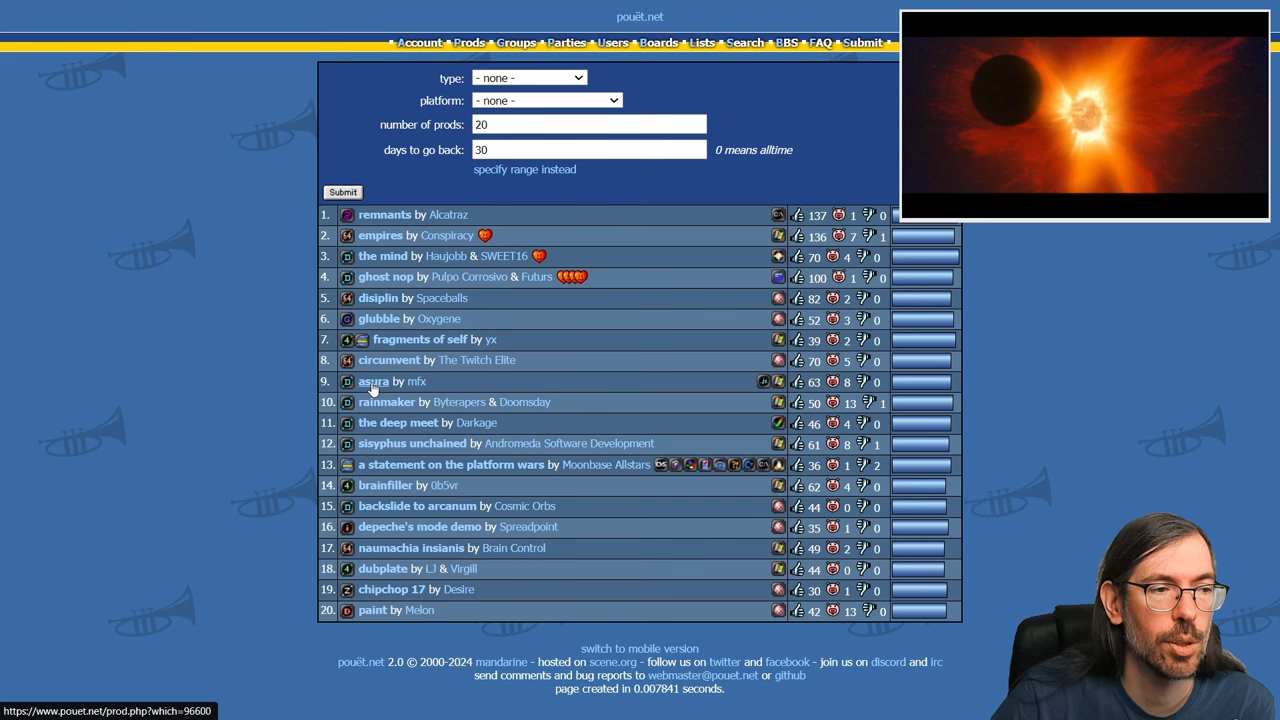 pouët.net
Account Prods Groups Parties Users Boards Lists Search BBS FAQ Submit
type: - none -
platform: - none -
number of prods: 20
days to go back: 30 0 means alltime
specify range instead
Submit
1. remnants by Alcatraz 137 1 0
2. empires by Conspiracy 136 7 1
3. the mind by Haujobb & SWEET16 70 4 0
4. ghost nop by Pulpo Corrosivo & Futurs 100 1 0
5. disiplin by Spaceballs 82 2 0
6. glubble by Oxygene 52 3 0
7. fragments of self by yx 39 2 0
8. circumvent by The Twitch Elite 70 5 0
9. asura by mfx 63 8 0
10. rainmaker by Byterapers & Doomsday 50 13 1
11. the deep meet by Darkage 46 4 0
12. sisyphus unchained by Andromeda Software Development 61 8 1
13. a statement on the platform wars by Moonbase Allstars 36 1 2
14. brainfiller by 0b5vr 62 4 0
15. backslide to arcanum by Cosmic Orbs 44 0 0
16. depeche's mode demo by Spreadpoint 35 1 0
17. naumachia insianis by Brain Control 49 2 0
18. dubplate by LJ & Virgill 44 0 0
19. chipchop 17 by Desire 30 1 0
20. paint by Melon 42 13 0
switch to mobile version
pouët.net 2.0 © 2000-2024 mandarine - hosted on scene.org - follow us on twitter and facebook - join us on discord and irc
send comments and bug reports to webmaster@pouet.net or github
page created in 0.007841 seconds.
https://www.pouet.net/prod.php?which=96600